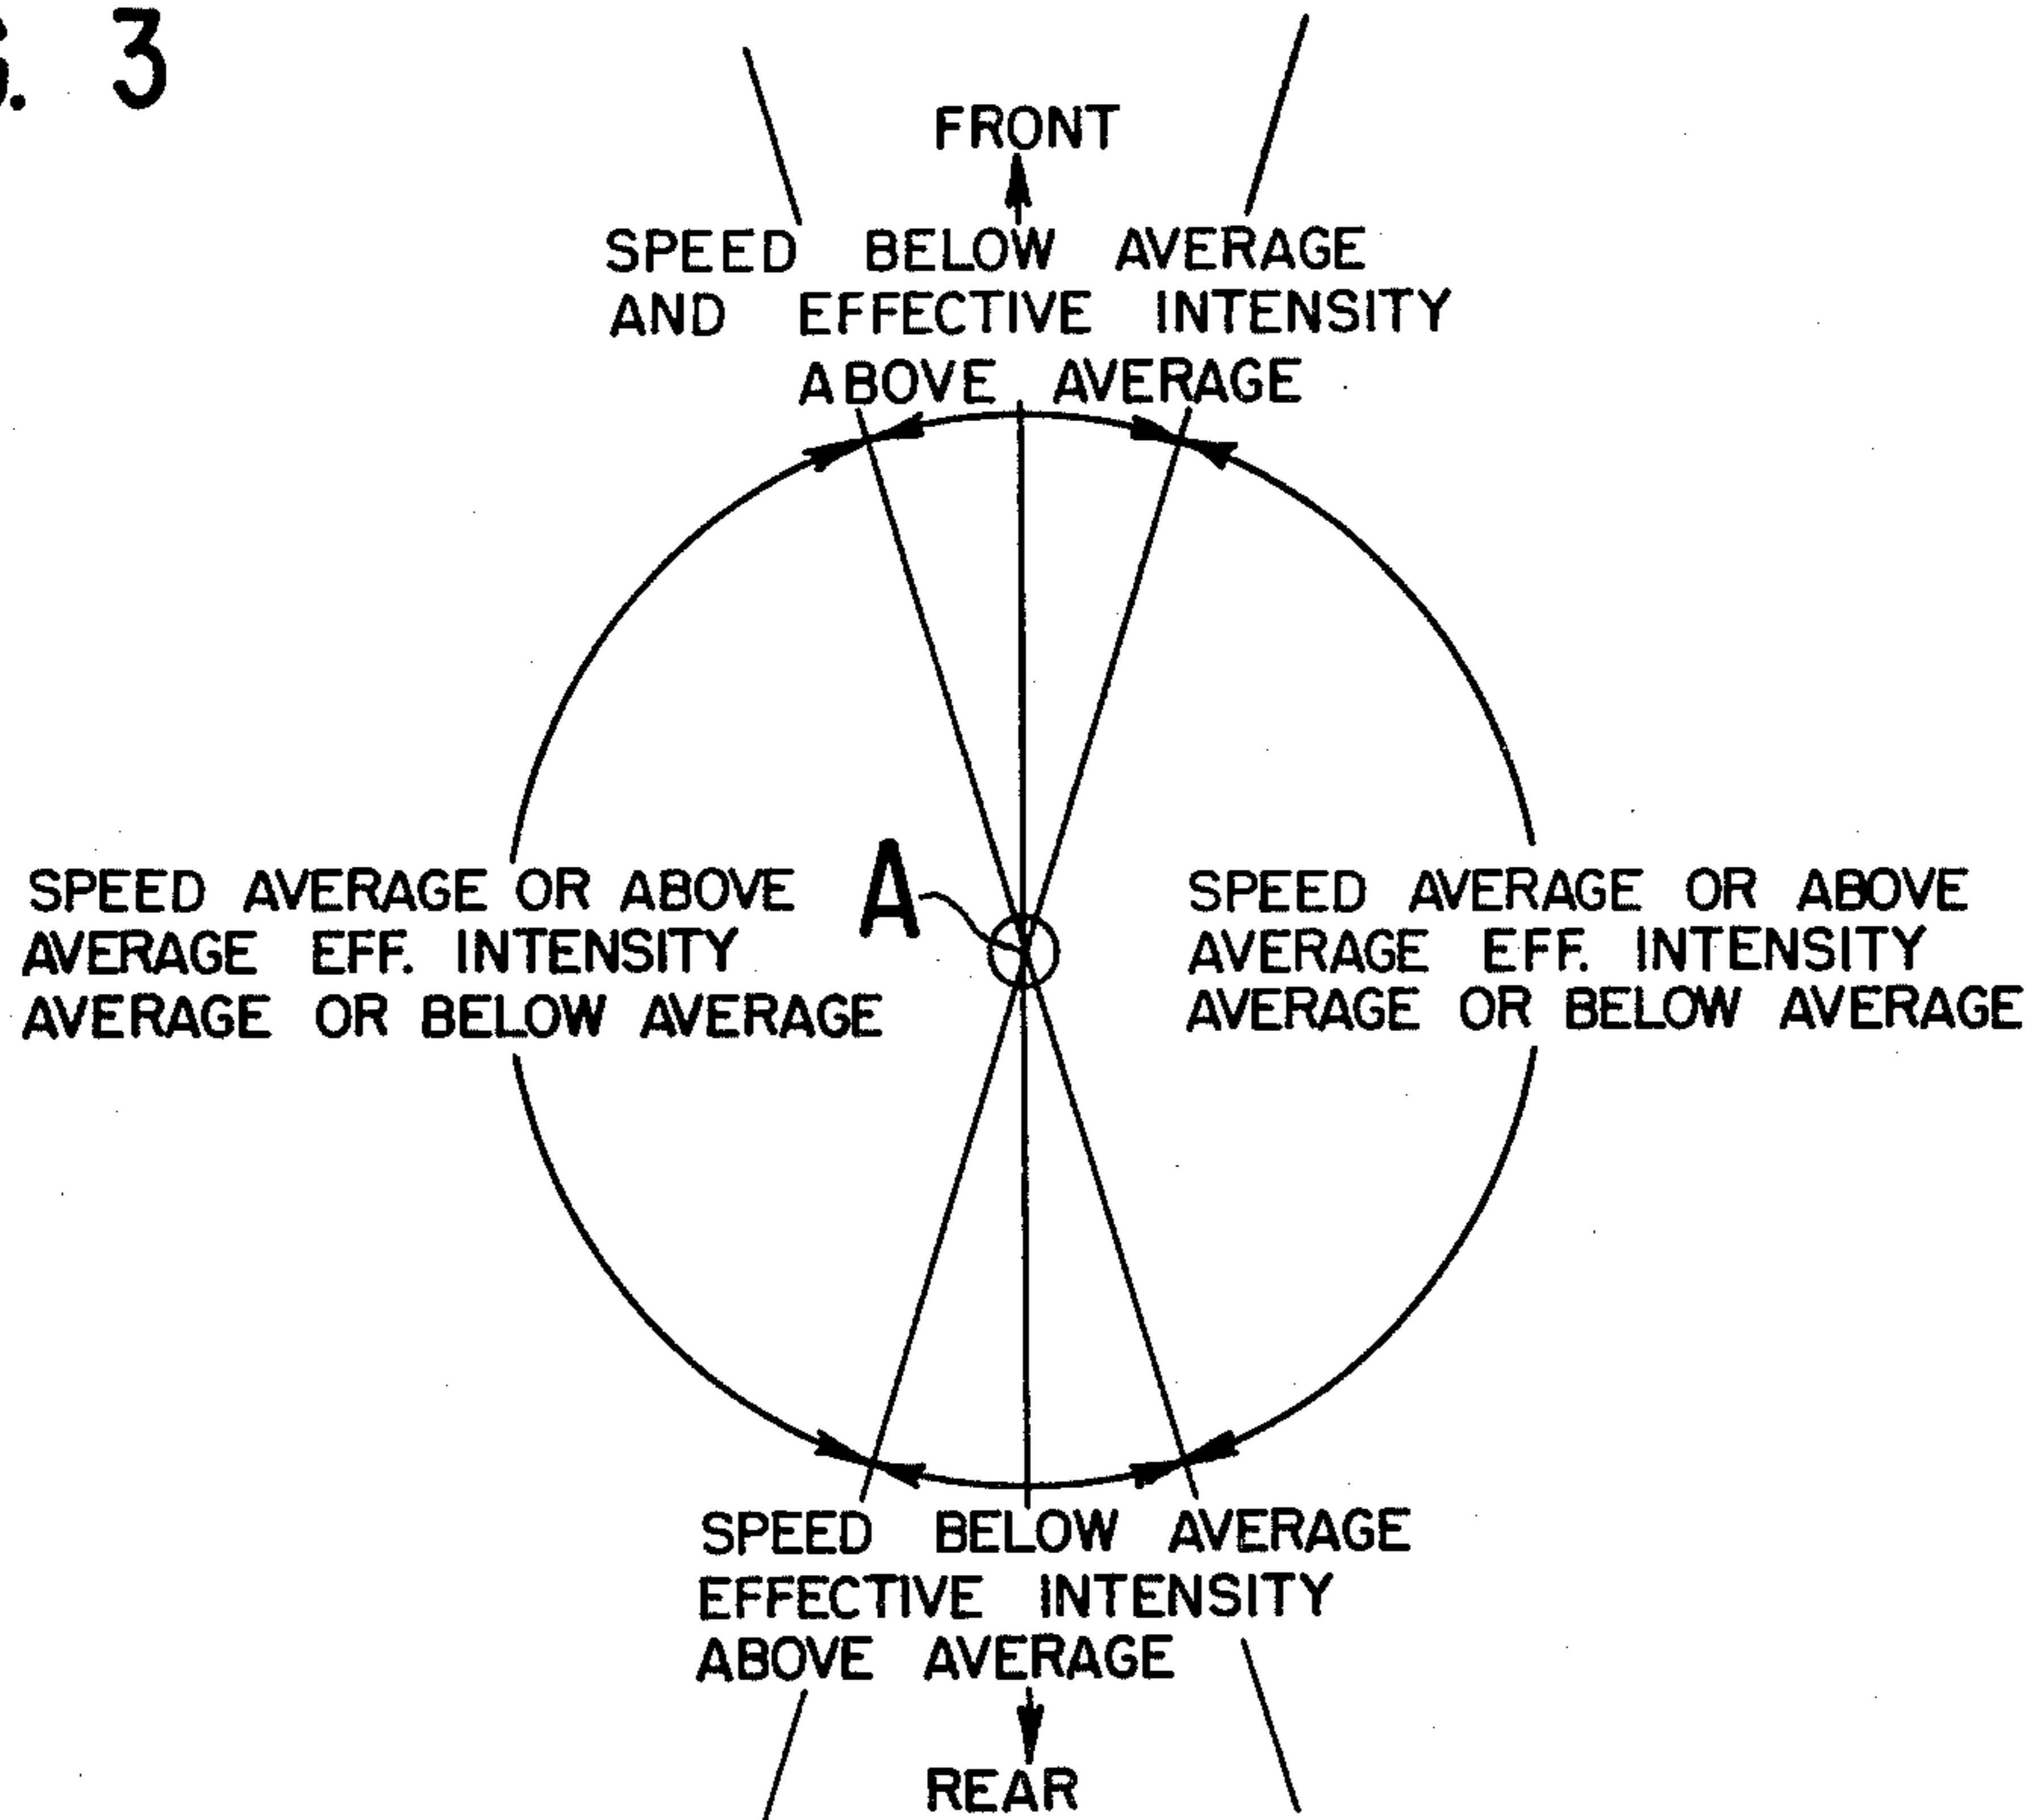 . 3
FRONT
SPEED BELOW AVERAGE
AND EFFECTIVE INTENSITY
ABOVE AVERAGE
SPEED AVERAGE OR ABOVE
AVERAGE EFF. INTENSITY
AVERAGE OR BELOW AVERAGE
A
SPEED AVERAGE OR ABOVE
AVERAGE EFF. INTENSITY
AVERAGE OR BELOW AVERAGE
SPEED BELOW AVERAGE
EFFECTIVE INTENSITY
ABOVE AVERAGE
REAR